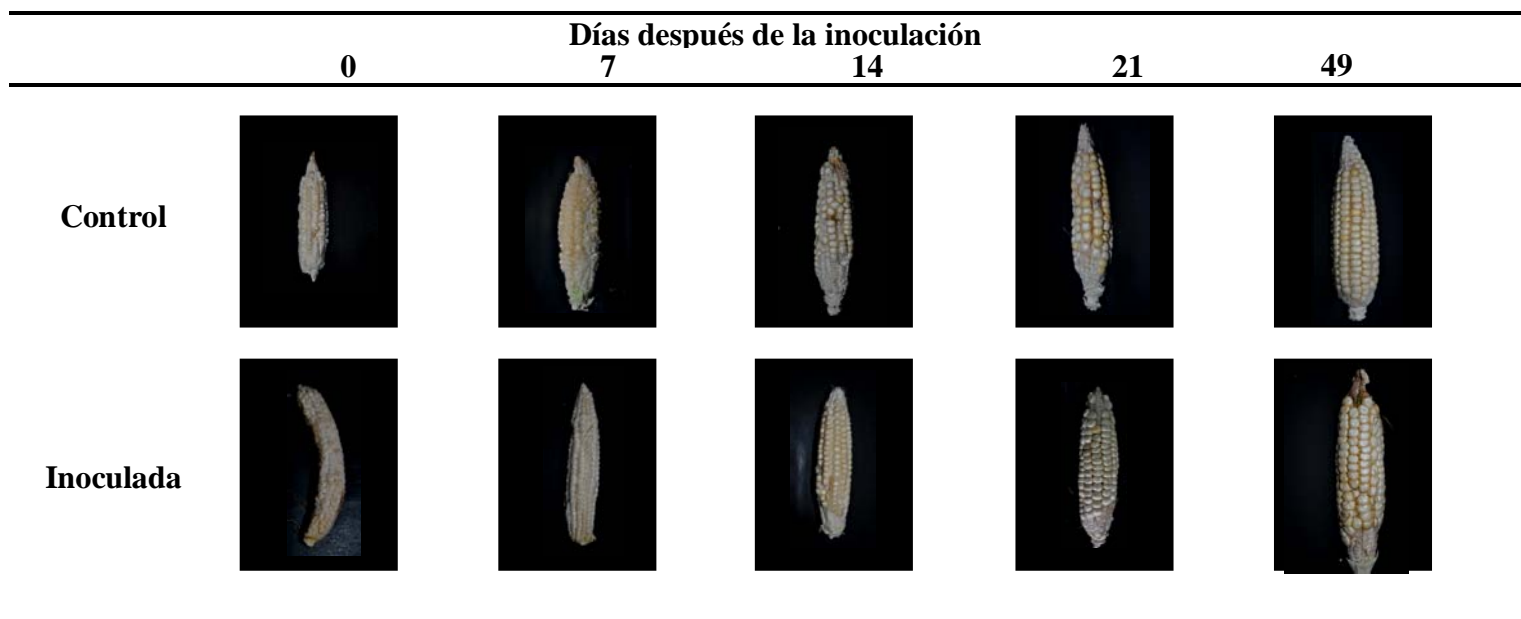 Días después de la inoculación
0 7 14 21 49
Control
Inoculada